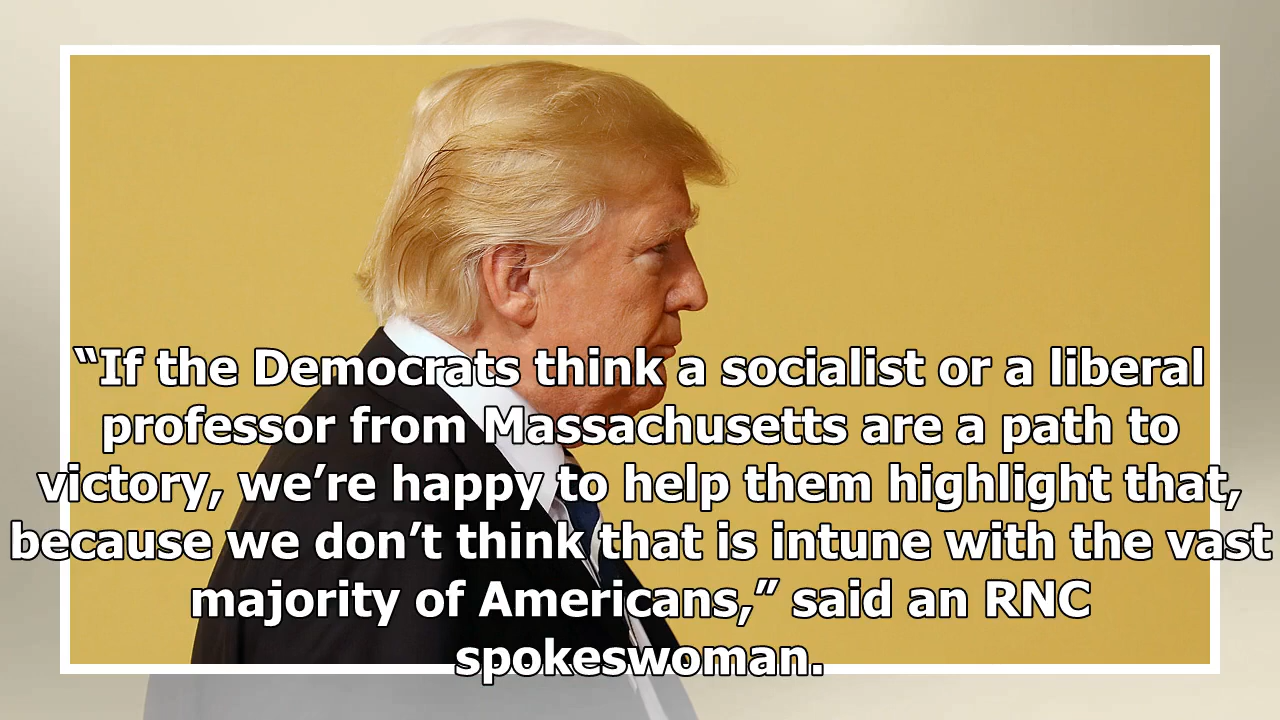 “If the Democrats think a socialist or a liberal
professor from Massachusetts are a path to
victory, we’re happy to help them highlight that,
because we don’t think that is intune with the vast
majority of Americans,” said an RNC
spokeswoman.